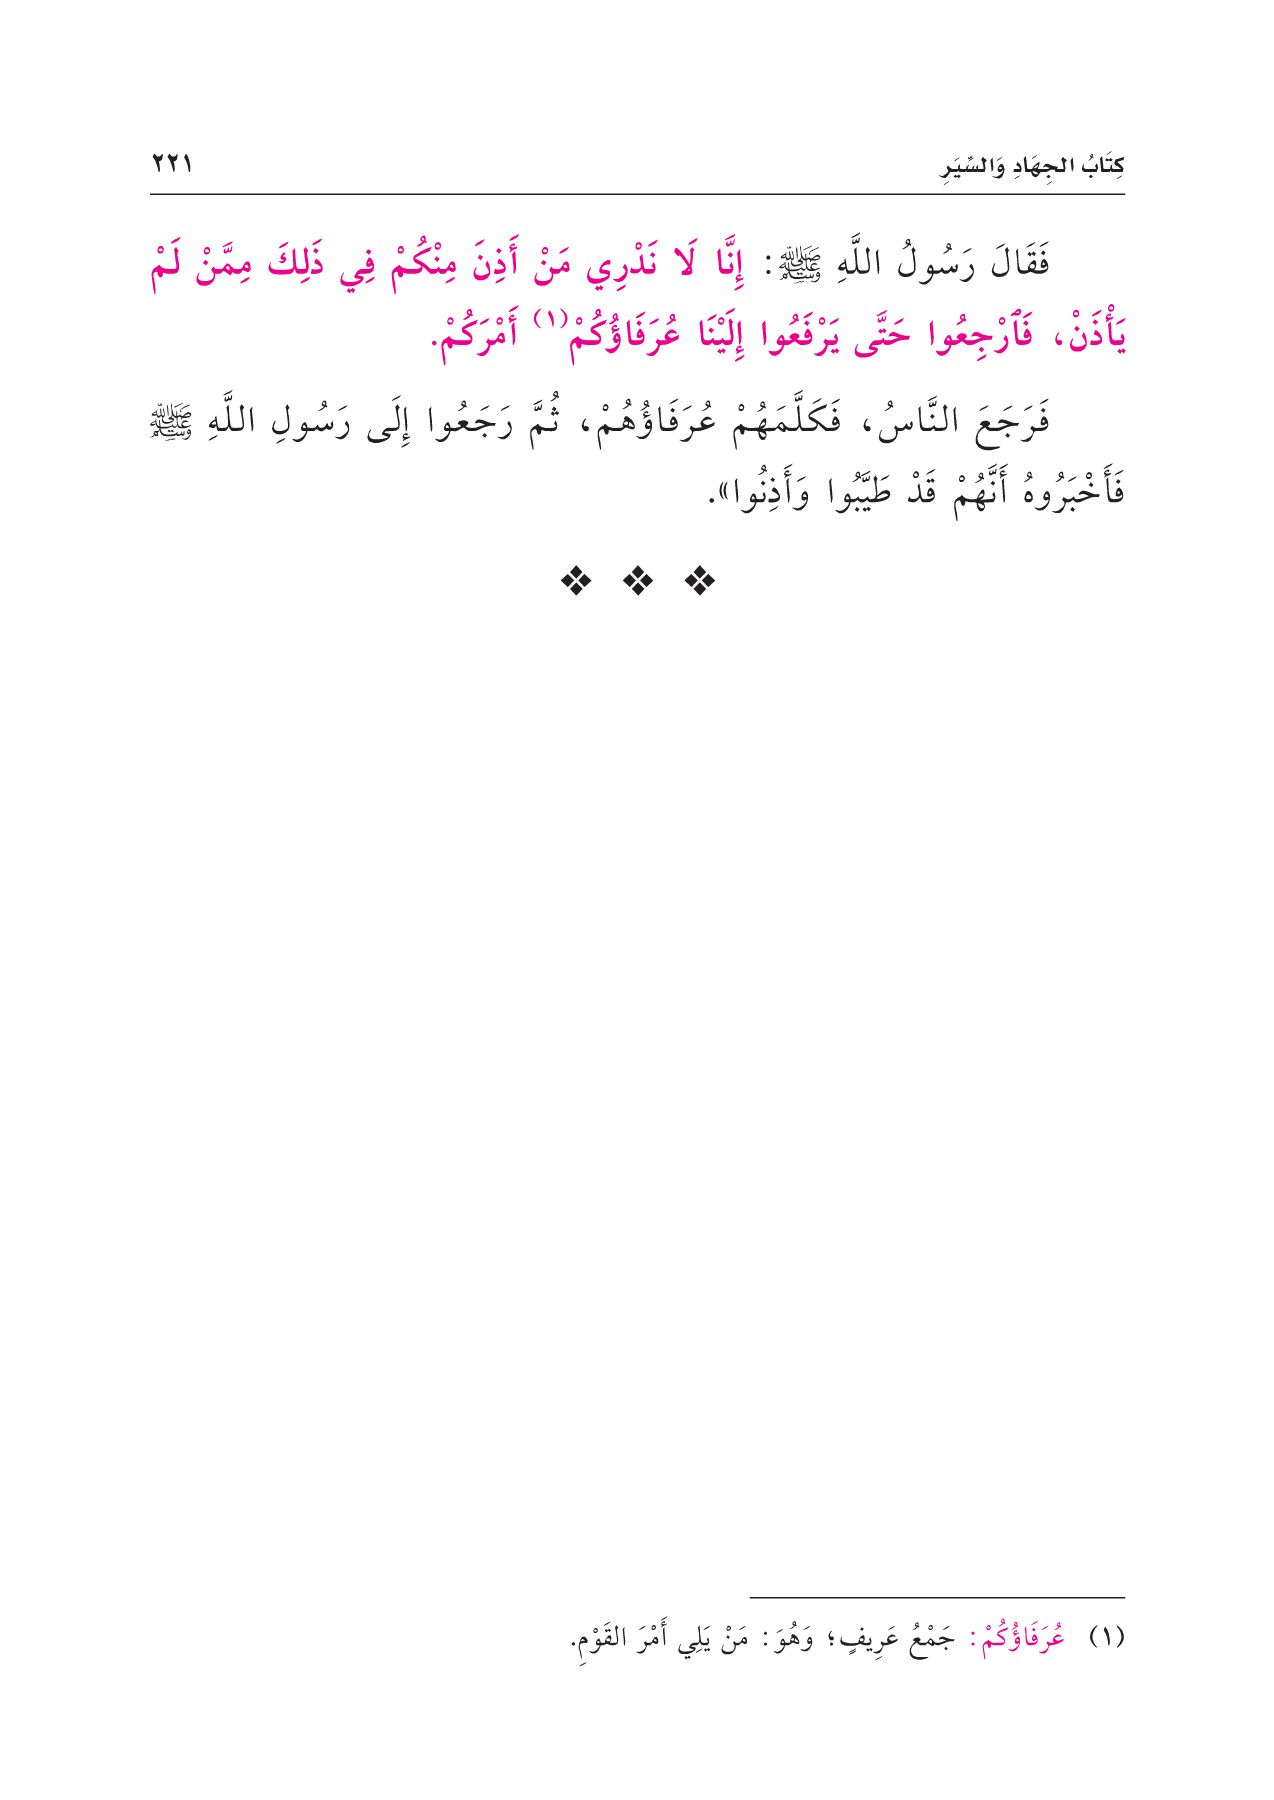 كِتَابُ الجِهَادِ وَالسِّيَرِ ٢٢١
فَقَالَ رَسُولُ اللَّهِ ﷺ: إِنَّا لَا نَدْرِي مَنْ أَذِنَ مِنْكُمْ فِي ذَلِكَ مِمَّنْ لَمْ
يَأْذَنْ، فَٱرْجِعُوا حَتَّى يَرْفَعُوا إِلَيْنَا عُرَفَاؤُكُمْ(١) أَمْرَكُمْ.
فَرَجَعَ النَّاسُ، فَكَلَّمَهُمْ عُرَفَاؤُهُمْ، ثُمَّ رَجَعُوا إِلَى رَسُولِ اللَّهِ ﷺ
فَأَخْبَرُوهُ أَنَّهُمْ قَدْ طَيَّبُوا وَأَذِنُوا».
(١) عُرَفَاؤُكُمْ: جَمْعُ عَرِيفٍ؛ وَهُوَ: مَنْ يَلِي أَمْرَ القَوْمِ.